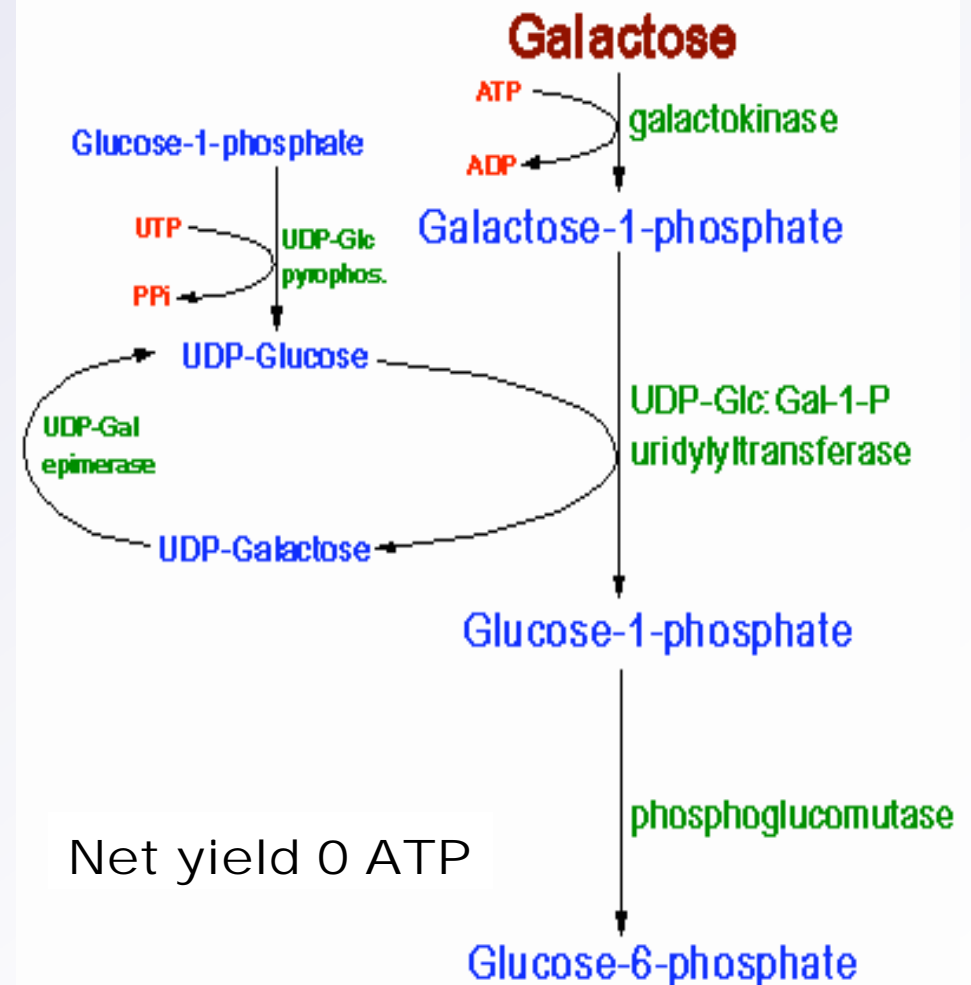 Galactose
ATP
galactokinase
ADP
Glucose-1-phosphate
Galactose-1-phosphate
UTP
UDP-Glc
pyrophos.
PPi
UDP-Glucose
UDP-Glc:Gal-1-P
uridylyltransferase
UDP-Gal
epimerase
UDP-Galactose
Glucose-1-phosphate
phosphoglucomutase
Net yield 0 ATP
Glucose-6-phosphate